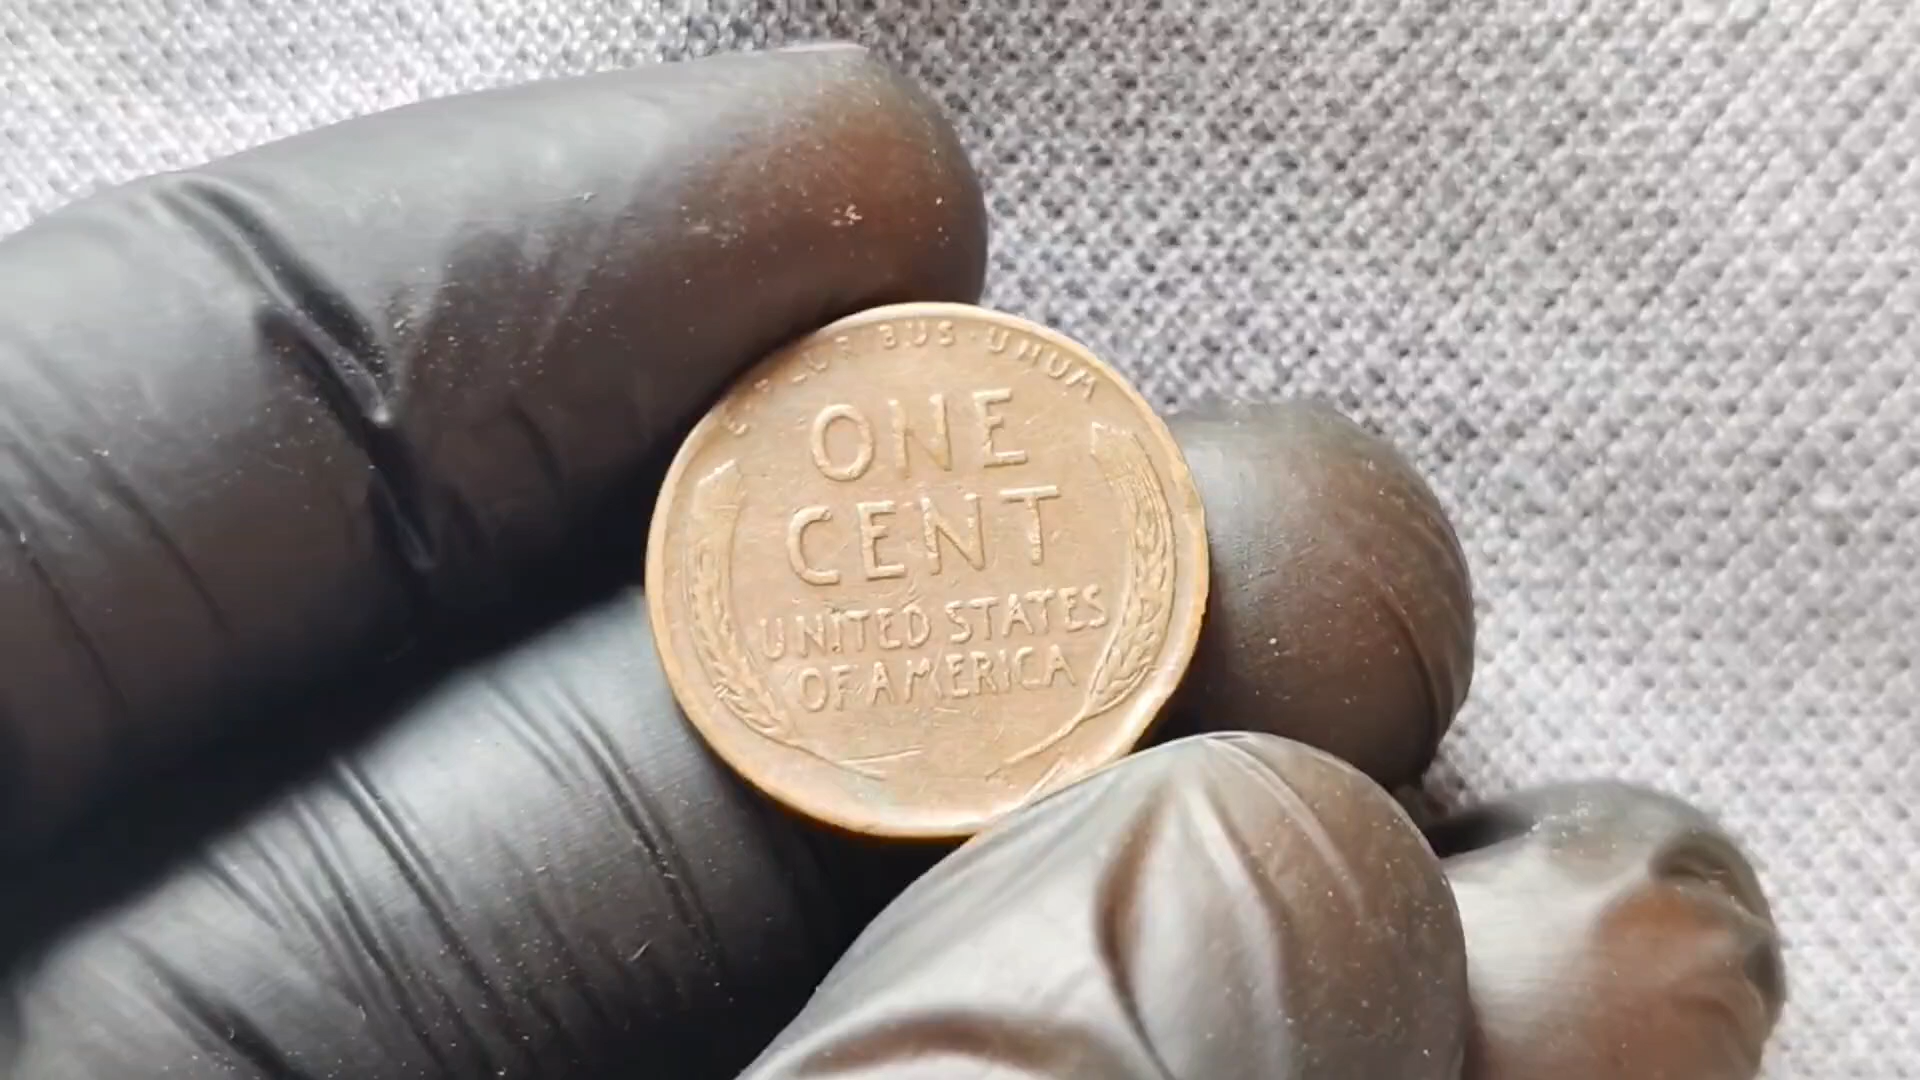 E PLURIBUS · UNUM
ONE
CENT
UNITED STATES
OF AMERICA